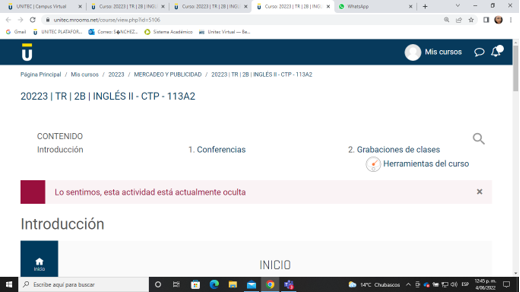 UNITEC | Campus Virtual
Curso: 20223 | TR | 2B | INGL
Curso: 20223 | TR | 2B | INGL
Curso: 20223 | TR | 2B | INGL
WhatsApp
unitec.mrooms.net/course/view.php?id=5106
Gmail
UNITEC PLATAFOR...
Sistema Académico
Unitec Virtual — Ba...
Mis cursos
Página Principal / Mis cursos / 20223 / MERCADEO Y PUBLICIDAD / 20223 | TR | 2B | INGLÉS II - CTP - 113A2
20223 | TR | 2B | INGLÉS II - CTP - 113A2
CONTENIDO
Introducción
1. Conferencias
2. Grabaciones de clases
Herramientas del curso
Lo sentimos, esta actividad está actualmente oculta
Introducción
Inicio
INICIO
Escribe aquí para buscar
14°C Chubascos
ESP
12:45 p. m.
4/06/2022